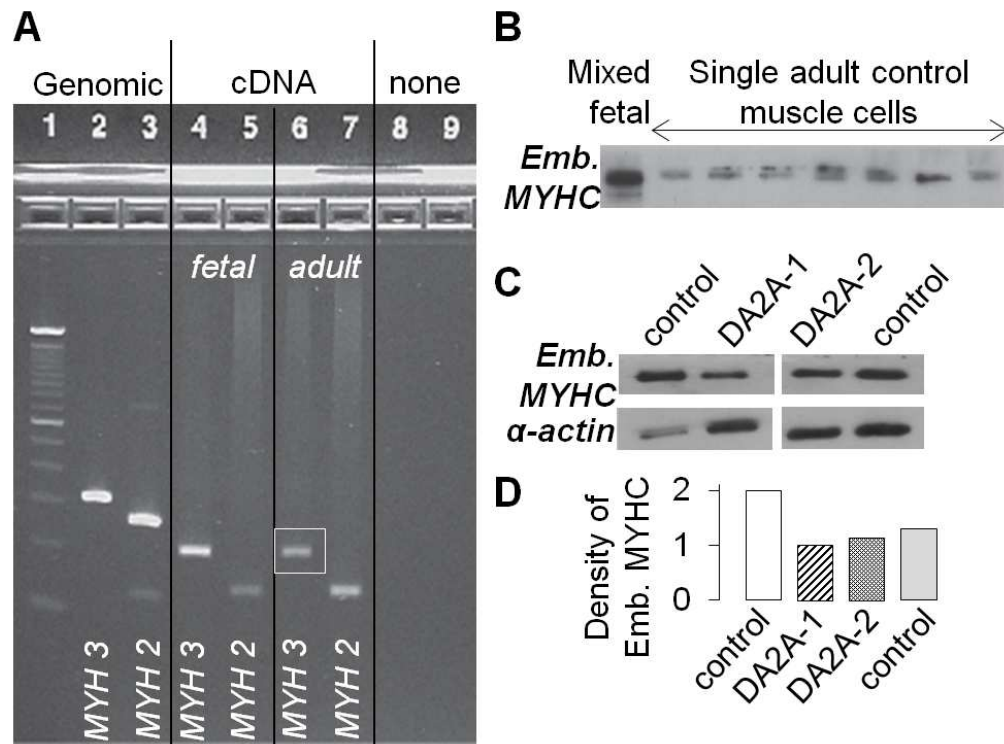 A
Genomic
cDNA
none
1 2 3 4 5 6 7 8 9
fetal
adult
MYH 3
MYH 2
MYH 3
MYH 2
MYH 3
MYH 2
B
Mixed
fetal
Single adult control
muscle cells
Emb.
MYHC
C
control
DA2A-1
DA2A-2
control
Emb.
MYHC
α-actin
D
Density of
Emb. MYHC
2
1
0
control
DA2A-1
DA2A-2
control